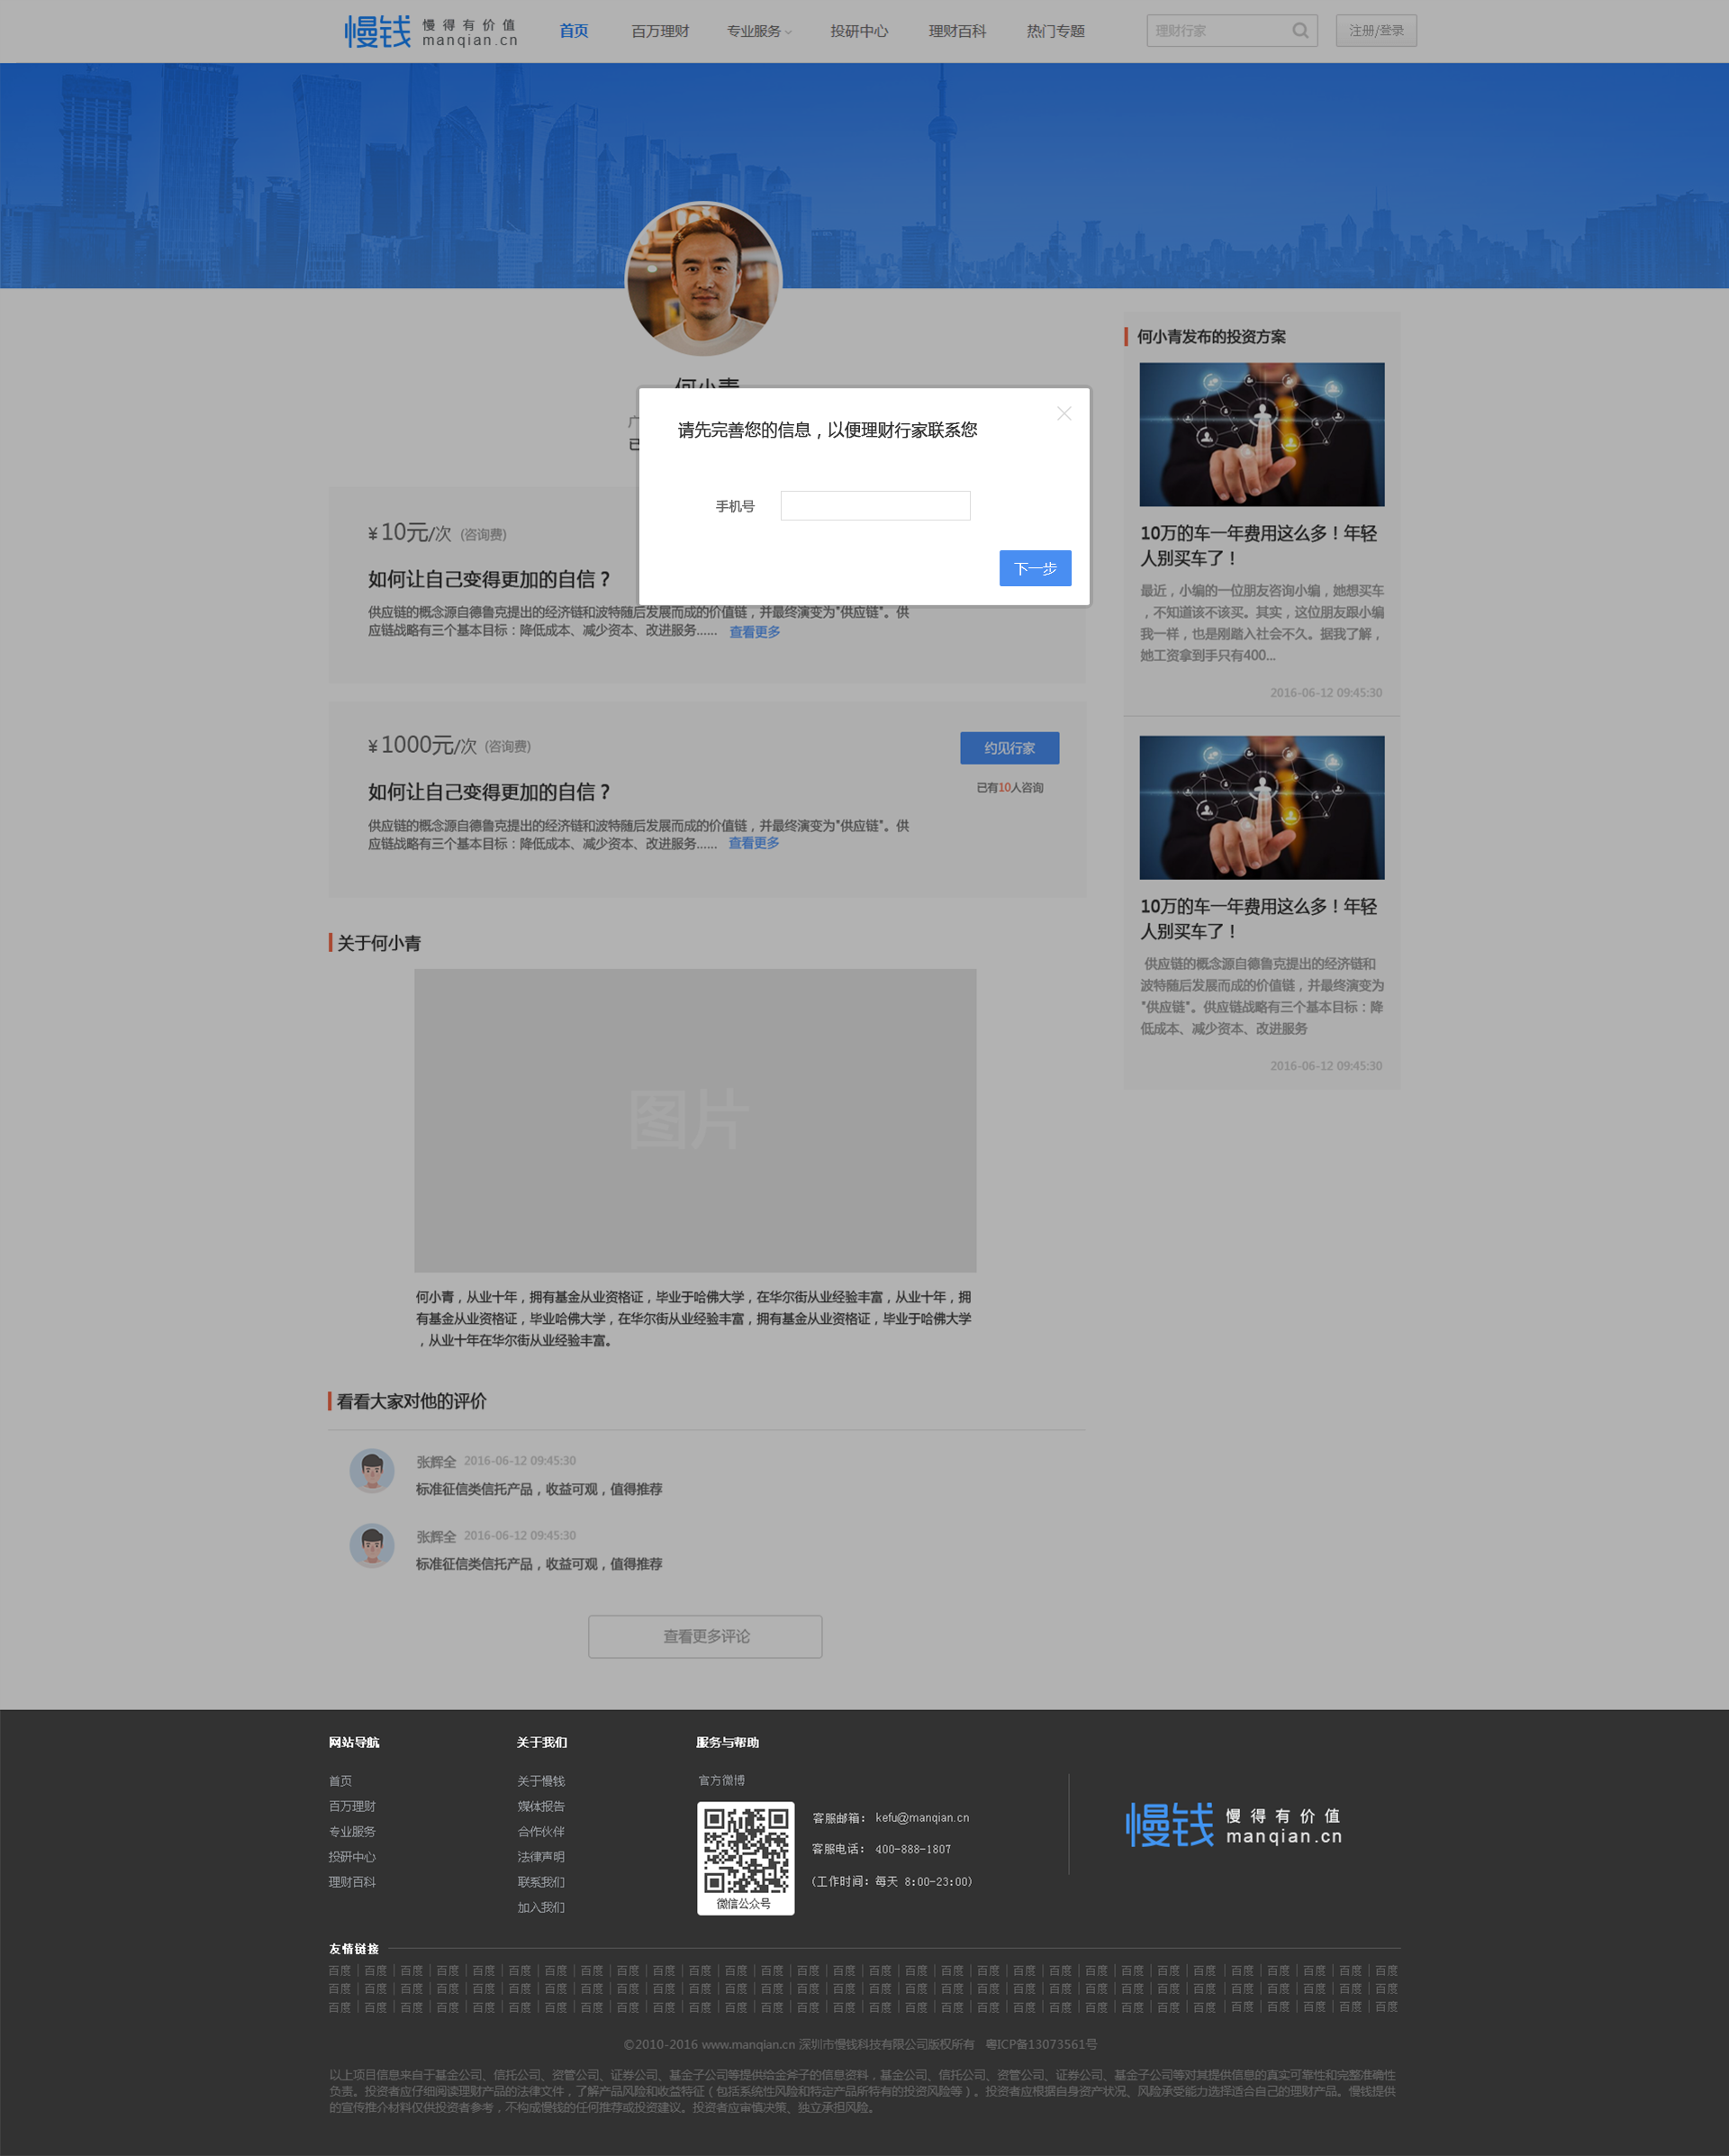 慢钱 慢得有价值
manqian.cn
首页 百万理财 专业服务 投研中心 理财百科 热门专题 理财行家 注册/登录
何小青
请先完善您的信息，以便理财行家联系您
手机号
下一步
¥10元/次 (咨询费)
如何让自己变得更加的自信？
供应链的概念源自德鲁克提出的经济链和波特随后发展而成的价值链，并最终演变为"供应链"。供
应链战略有三个基本目标：降低成本、减少资本、改进服务...... 查看更多
¥1000元/次 (咨询费)
约见行家
已有10人咨询
如何让自己变得更加的自信？
供应链的概念源自德鲁克提出的经济链和波特随后发展而成的价值链，并最终演变为"供应链"。供
应链战略有三个基本目标：降低成本、减少资本、改进服务...... 查看更多
关于何小青
图片
何小青，从业十年，拥有基金从业资格证，毕业于哈佛大学，在华尔街从业经验丰富，从业十年，拥
有基金从业资格证，毕业哈佛大学，在华尔街从业经验丰富，拥有基金从业资格证，毕业于哈佛大学
，从业十年在华尔街从业经验丰富。
看看大家对他的评价
张辉全 2016-06-12 09:45:30
标准征信类信托产品，收益可观，值得推荐
张辉全 2016-06-12 09:45:30
标准征信类信托产品，收益可观，值得推荐
查看更多评论
何小青发布的投资方案
10万的车一年费用这么多！年轻
人别买车了！
最近，小编的一位朋友咨询小编，她想买车
，不知道该不该买。其实，这位朋友跟小编
我一样，也是刚踏入社会不久。据我了解，
她工资拿到手只有400...
2016-06-12 09:45:30
10万的车一年费用这么多！年轻
人别买车了！
供应链的概念源自德鲁克提出的经济链和
波特随后发展而成的价值链，并最终演变为
"供应链"。供应链战略有三个基本目标：降
低成本、减少资本、改进服务
2016-06-12 09:45:30
网站导航
首页
百万理财
专业服务
投研中心
理财百科
关于我们
关于慢钱
媒体报告
合作伙伴
法律声明
联系我们
加入我们
服务与帮助
官方微博
微信公众号
客服邮箱: kefu@manqian.cn
客服电话: 400-888-1807
(工作时间: 每天 8:00-23:00)
慢钱 慢得有价值
manqian.cn
友情链接
百度 | 百度 | 百度 | 百度 | 百度 | 百度 | 百度 | 百度 | 百度 | 百度 | 百度 | 百度 | 百度 | 百度 | 百度 | 百度 | 百度 | 百度 | 百度 | 百度 | 百度 | 百度 | 百度 | 百度 | 百度 | 百度 | 百度 | 百度 | 百度 | 百度
百度 | 百度 | 百度 | 百度 | 百度 | 百度 | 百度 | 百度 | 百度 | 百度 | 百度 | 百度 | 百度 | 百度 | 百度 | 百度 | 百度 | 百度 | 百度 | 百度 | 百度 | 百度 | 百度 | 百度 | 百度 | 百度 | 百度 | 百度 | 百度 | 百度
百度 | 百度 | 百度 | 百度 | 百度 | 百度 | 百度 | 百度 | 百度 | 百度 | 百度 | 百度 | 百度 | 百度 | 百度 | 百度 | 百度 | 百度 | 百度 | 百度 | 百度 | 百度 | 百度 | 百度 | 百度 | 百度 | 百度 | 百度 | 百度 | 百度
©2010-2016 www.manqian.cn 深圳市慢钱科技有限公司版权所有 粤ICP备13073561号
以上项目信息来自于基金公司、信托公司、资管公司、证券公司、基金子公司等提供给金斧子的信息资料，基金公司、信托公司、资管公司、证券公司、基金子公司等对其提供信息的真实可靠性和完整准确性
负责。投资者应仔细阅读理财产品的法律文件，了解产品风险和收益特征（包括系统性风险和特定产品所特有的投资风险等）。投资者应根据自身资产状况、风险承受能力选择适合自己的理财产品。慢钱提供
的宣传推介材料仅供投资者参考，不构成慢钱的任何推荐或投资建议。投资者应审慎决策、独立承担风险。